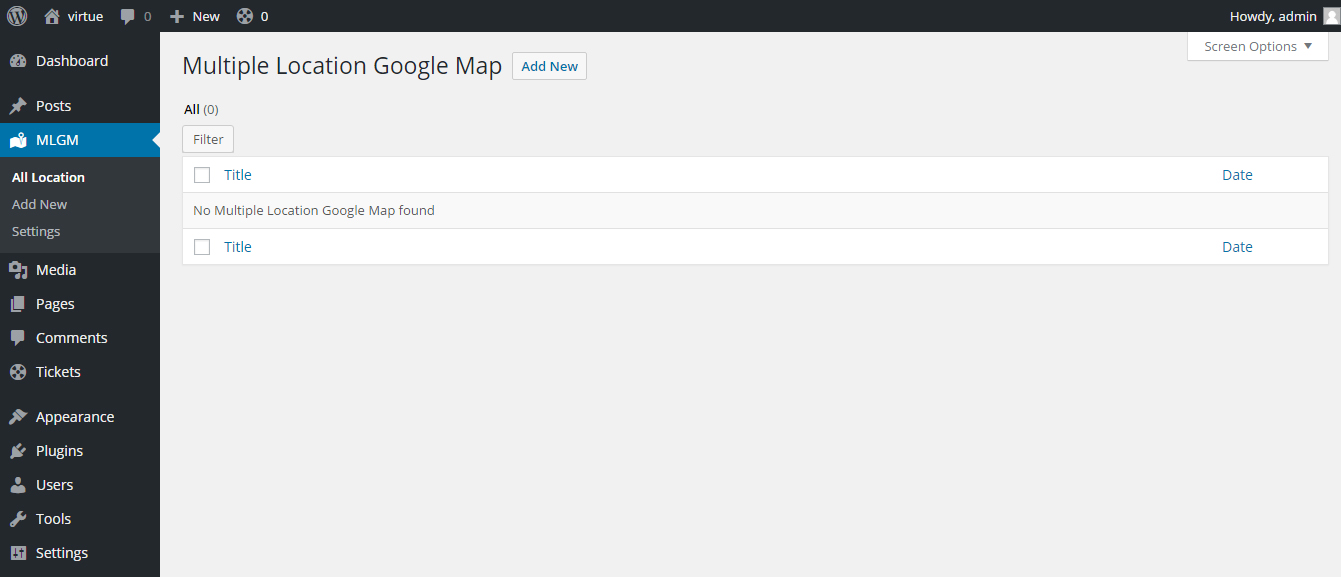 virtue 0 New 0 Howdy, admin
Screen Options
Dashboard
Posts
MLGM
All Location
Add New
Settings
Media
Pages
Comments
Tickets
Appearance
Plugins
Users
Tools
Settings
Multiple Location Google Map Add New
All (0)
Filter
Title Date
No Multiple Location Google Map found
Title Date